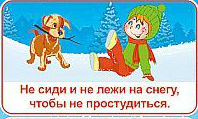 Не сиди и не лежи на снегу,
чтобы не простудиться.